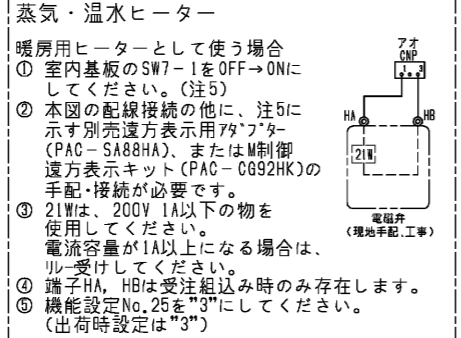 蒸気・温水ヒーター
暖房用ヒーターとして使う場合
① 室内基板のSW7-1をOFF→ONに
してください。(注5)
② 本図の配線接続の他に、注5に
示す別売遠方表示用アダプター
(PAC-SA88HA)、またはM制御
遠方表示キット(PAC-CG92HK)の
手配・接続が必要です。
③ 21Wは、200V 1A以下の物を
使用してください。
電流容量が1A以上になる場合は、
リレー受けしてください。
④ 端子HA, HBは受注組込み時のみ存在します。
⑤ 機能設定No.25を"3"にしてください。
(出荷時設定は"3")
アオ
CNP
1 3
HA
HB
21W
電磁弁
(現地手配、工事)